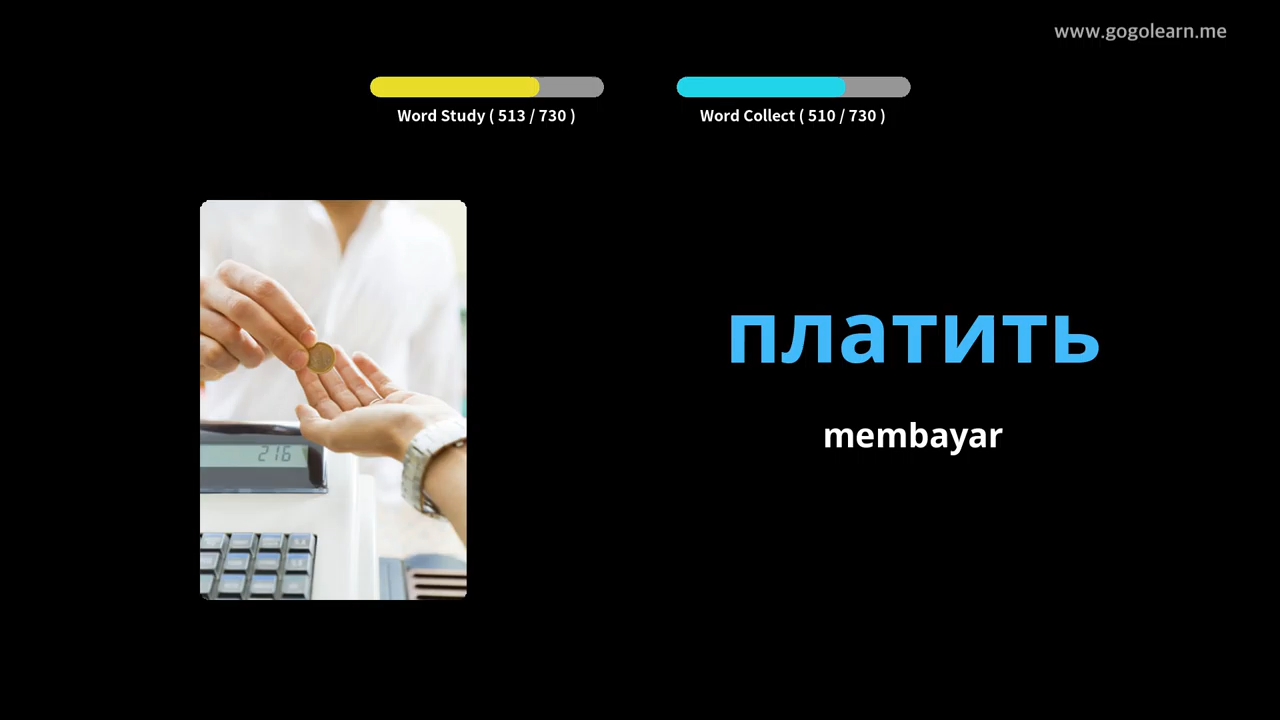 www.gogolearn.me
Word Study ( 513 / 730 )
Word Collect ( 510 / 730 )
платить
membayar
216